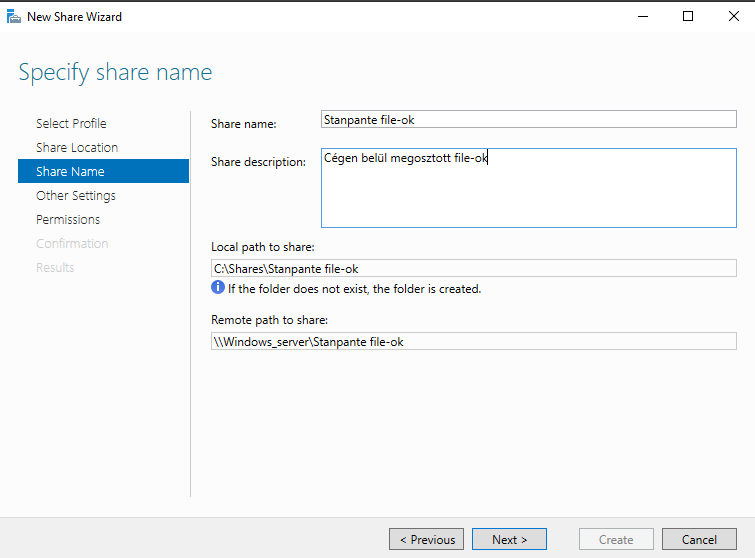 New Share Wizard
Specify share name
Select Profile
Share Location
Share Name
Other Settings
Permissions
Confirmation
Results
Share name:
Stanpante file-ok
Share description:
Cégen belül megosztott file-ok
Local path to share:
C:\Shares\Stanpante file-ok
If the folder does not exist, the folder is created.
Remote path to share:
\\Windows_server\Stanpante file-ok
< Previous
Next >
Create
Cancel